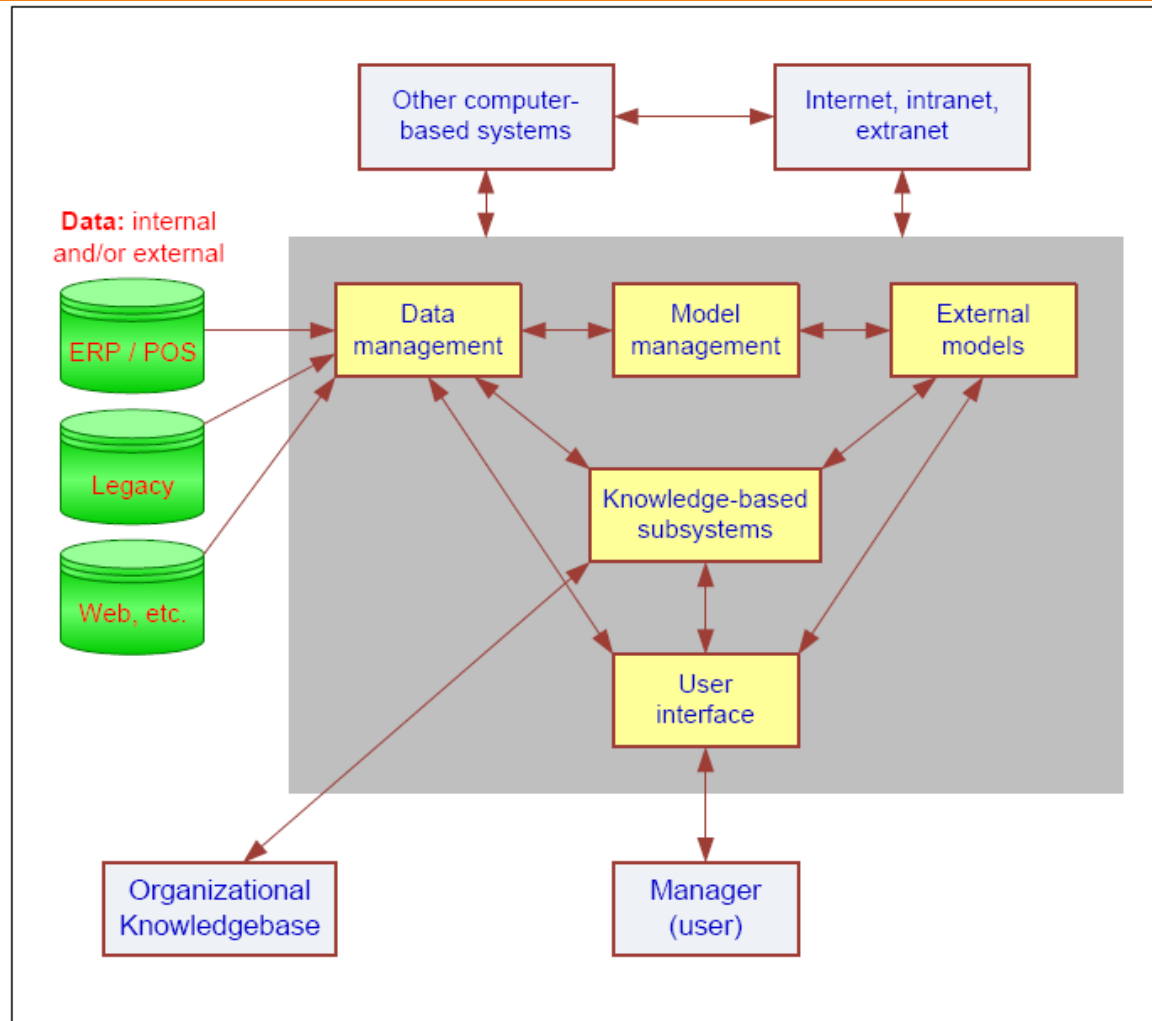 Other computer-
based systems
Internet, intranet,
extranet
Data: internal
and/or external
ERP / POS
Legacy
Web, etc.
Data
management
Model
management
External
models
Knowledge-based
subsystems
User
interface
Organizational
Knowledgebase
Manager
(user)